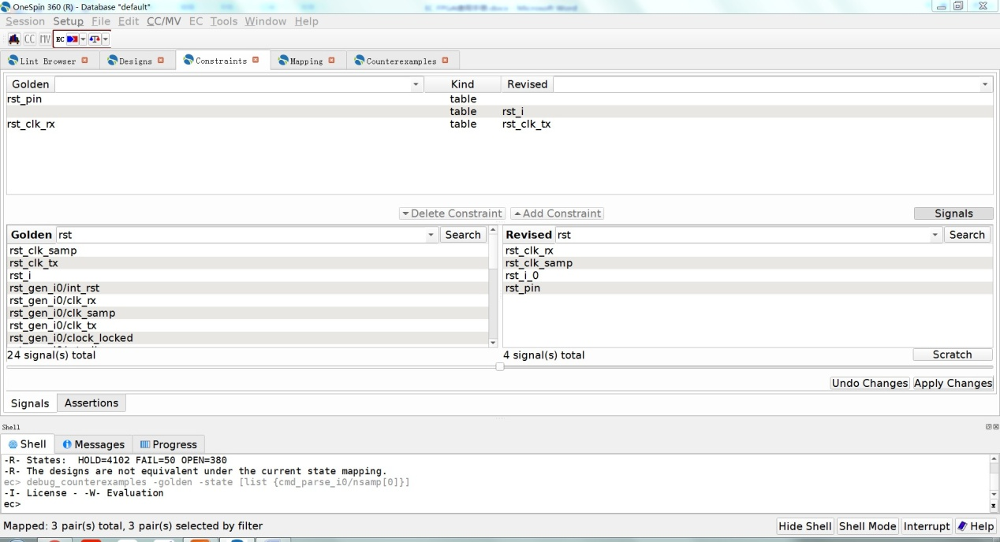 OneSpin 360 (R) - Database "default"
Session Setup File Edit CC/MV EC Tools Window Help
CC MV EC
Lint Browser Designs Constraints Mapping Counterexamples
Golden Kind Revised
rst_pin table
table rst_i
rst_clk_rx table rst_clk_tx
Delete Constraint Add Constraint Signals
Golden rst Search Revised rst Search
rst_clk_samp rst_clk_rx
rst_clk_tx rst_clk_samp
rst_i rst_i_0
rst_gen_i0/int_rst rst_pin
rst_gen_i0/clk_rx
rst_gen_i0/clk_samp
rst_gen_i0/clk_tx
rst_gen_i0/clock_locked
24 signal(s) total 4 signal(s) total Scratch
Undo Changes Apply Changes
Signals Assertions
Shell
Shell Messages Progress
-R- States:  HOLD=4102 FAIL=50 OPEN=380
-R- The designs are not equivalent under the current state mapping.
ec> debug_counterexamples -golden -state [list {cmd_parse_i0/nsamp[0]}]
-I- License - -W- Evaluation
ec>
Mapped: 3 pair(s) total, 3 pair(s) selected by filter Hide Shell Shell Mode Interrupt Help